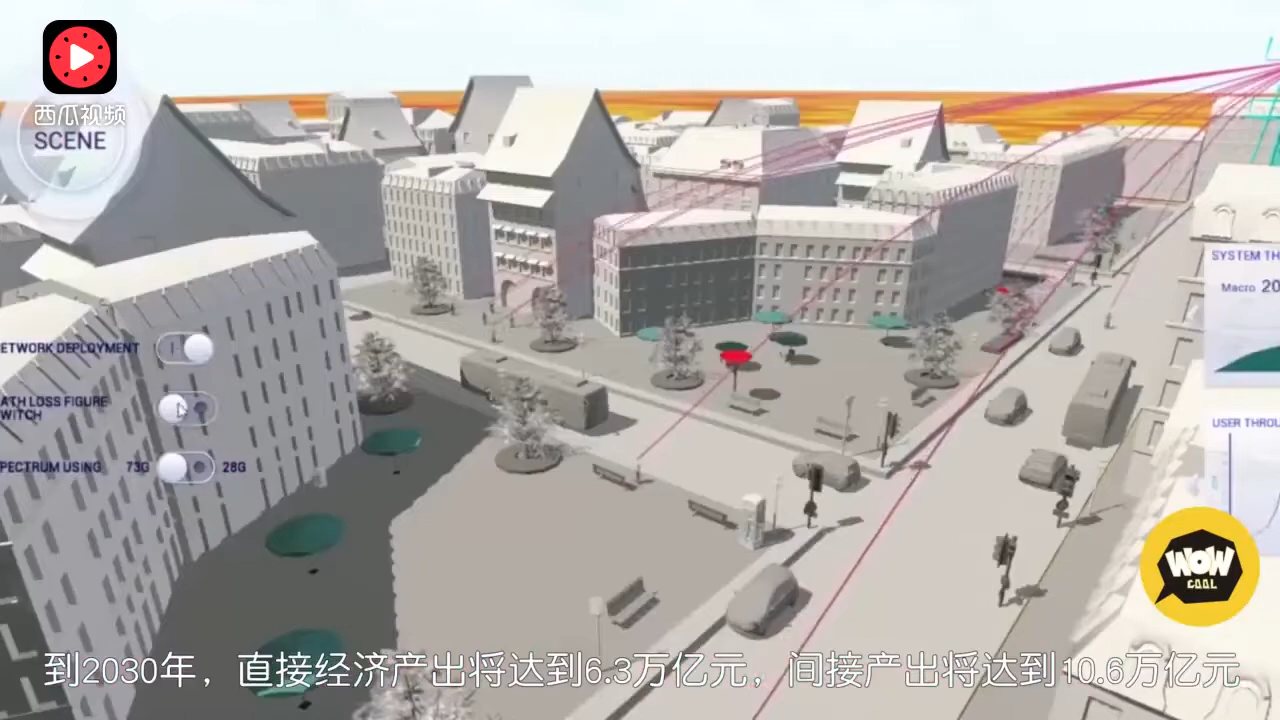 西瓜视频
SCENE
ETWORK DEPLOYMENT
ATH LOSS FIGURE
WITCH
PECTRUM USING 73G 28G
SYSTEM TH
Macro 20
USER THROU
WOW
COOL
到2030年，直接经济产出将达到6.3万亿元，间接产出将达到10.6万亿元